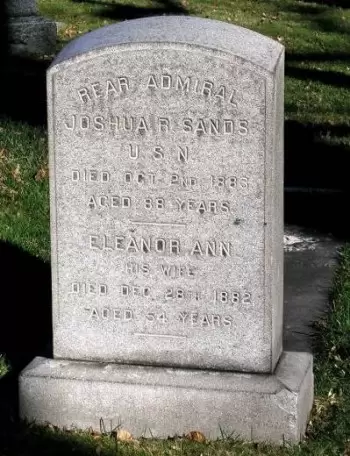 REAR ADMIRAL
JOSHUA R. SANDS
U.S.N.
DIED OCT. 2ND 1883
AGED 88 YEARS
ELEANOR ANN
HIS WIFE
DIED DEC. 28TH 1882
AGED 54 YEARS